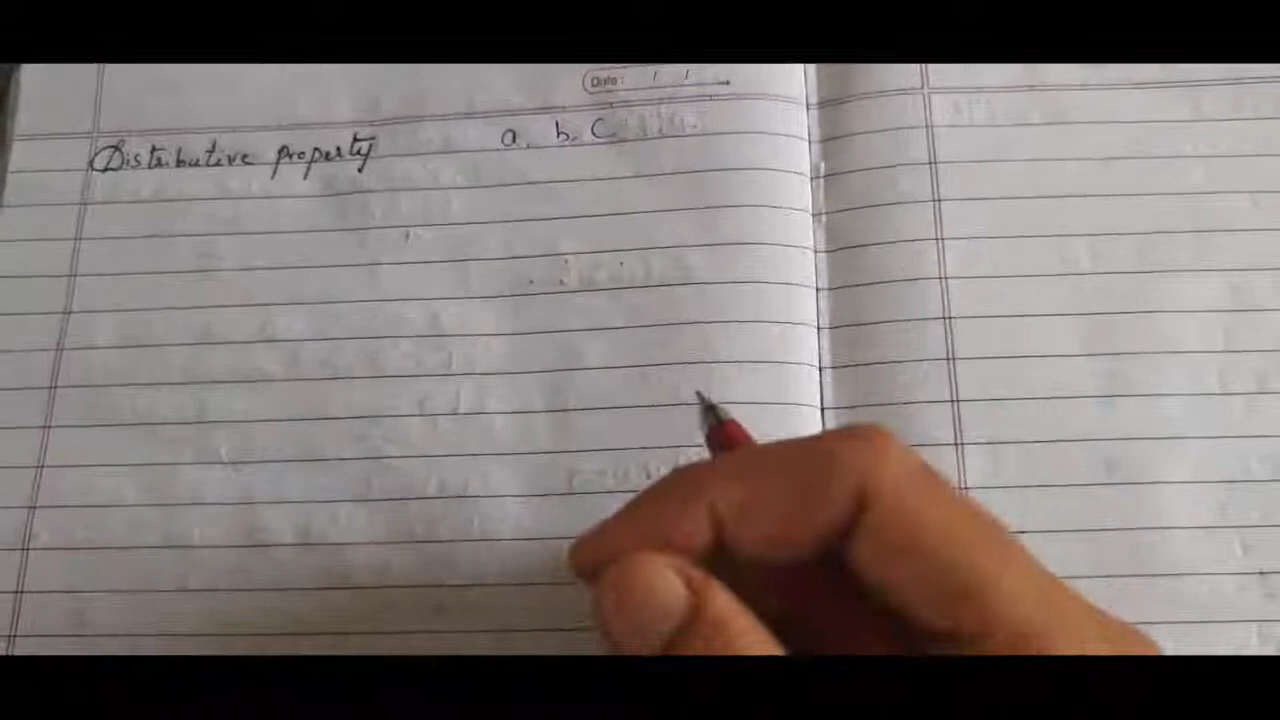 Date : / /
Distributive property a, b, C